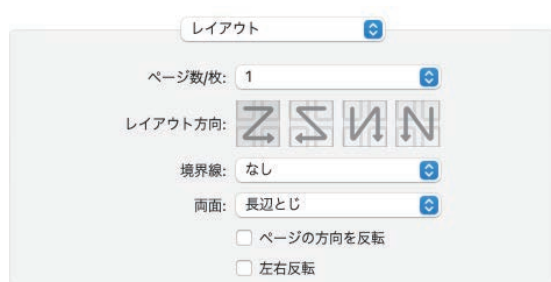 レイアウト
ページ数/枚: 1
レイアウト方向:
境界線: なし
両面: 長辺とじ
ページの方向を反転
左右反転